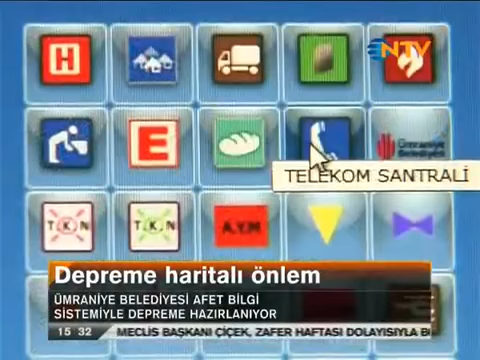 H
NTV
E
Ümraniye
Belediyesi
TELEKOM SANTRALİ
T.K.N
T.K.N
A.Y.M
Depreme haritalı önlem
ÜMRANİYE BELEDİYESİ AFET BİLGİ
SİSTEMİYLE DEPREME HAZIRLANIYOR
15 32 MECLİS BAŞKANI ÇİÇEK, ZAFER HAFTASI DOLAYISIYLA B